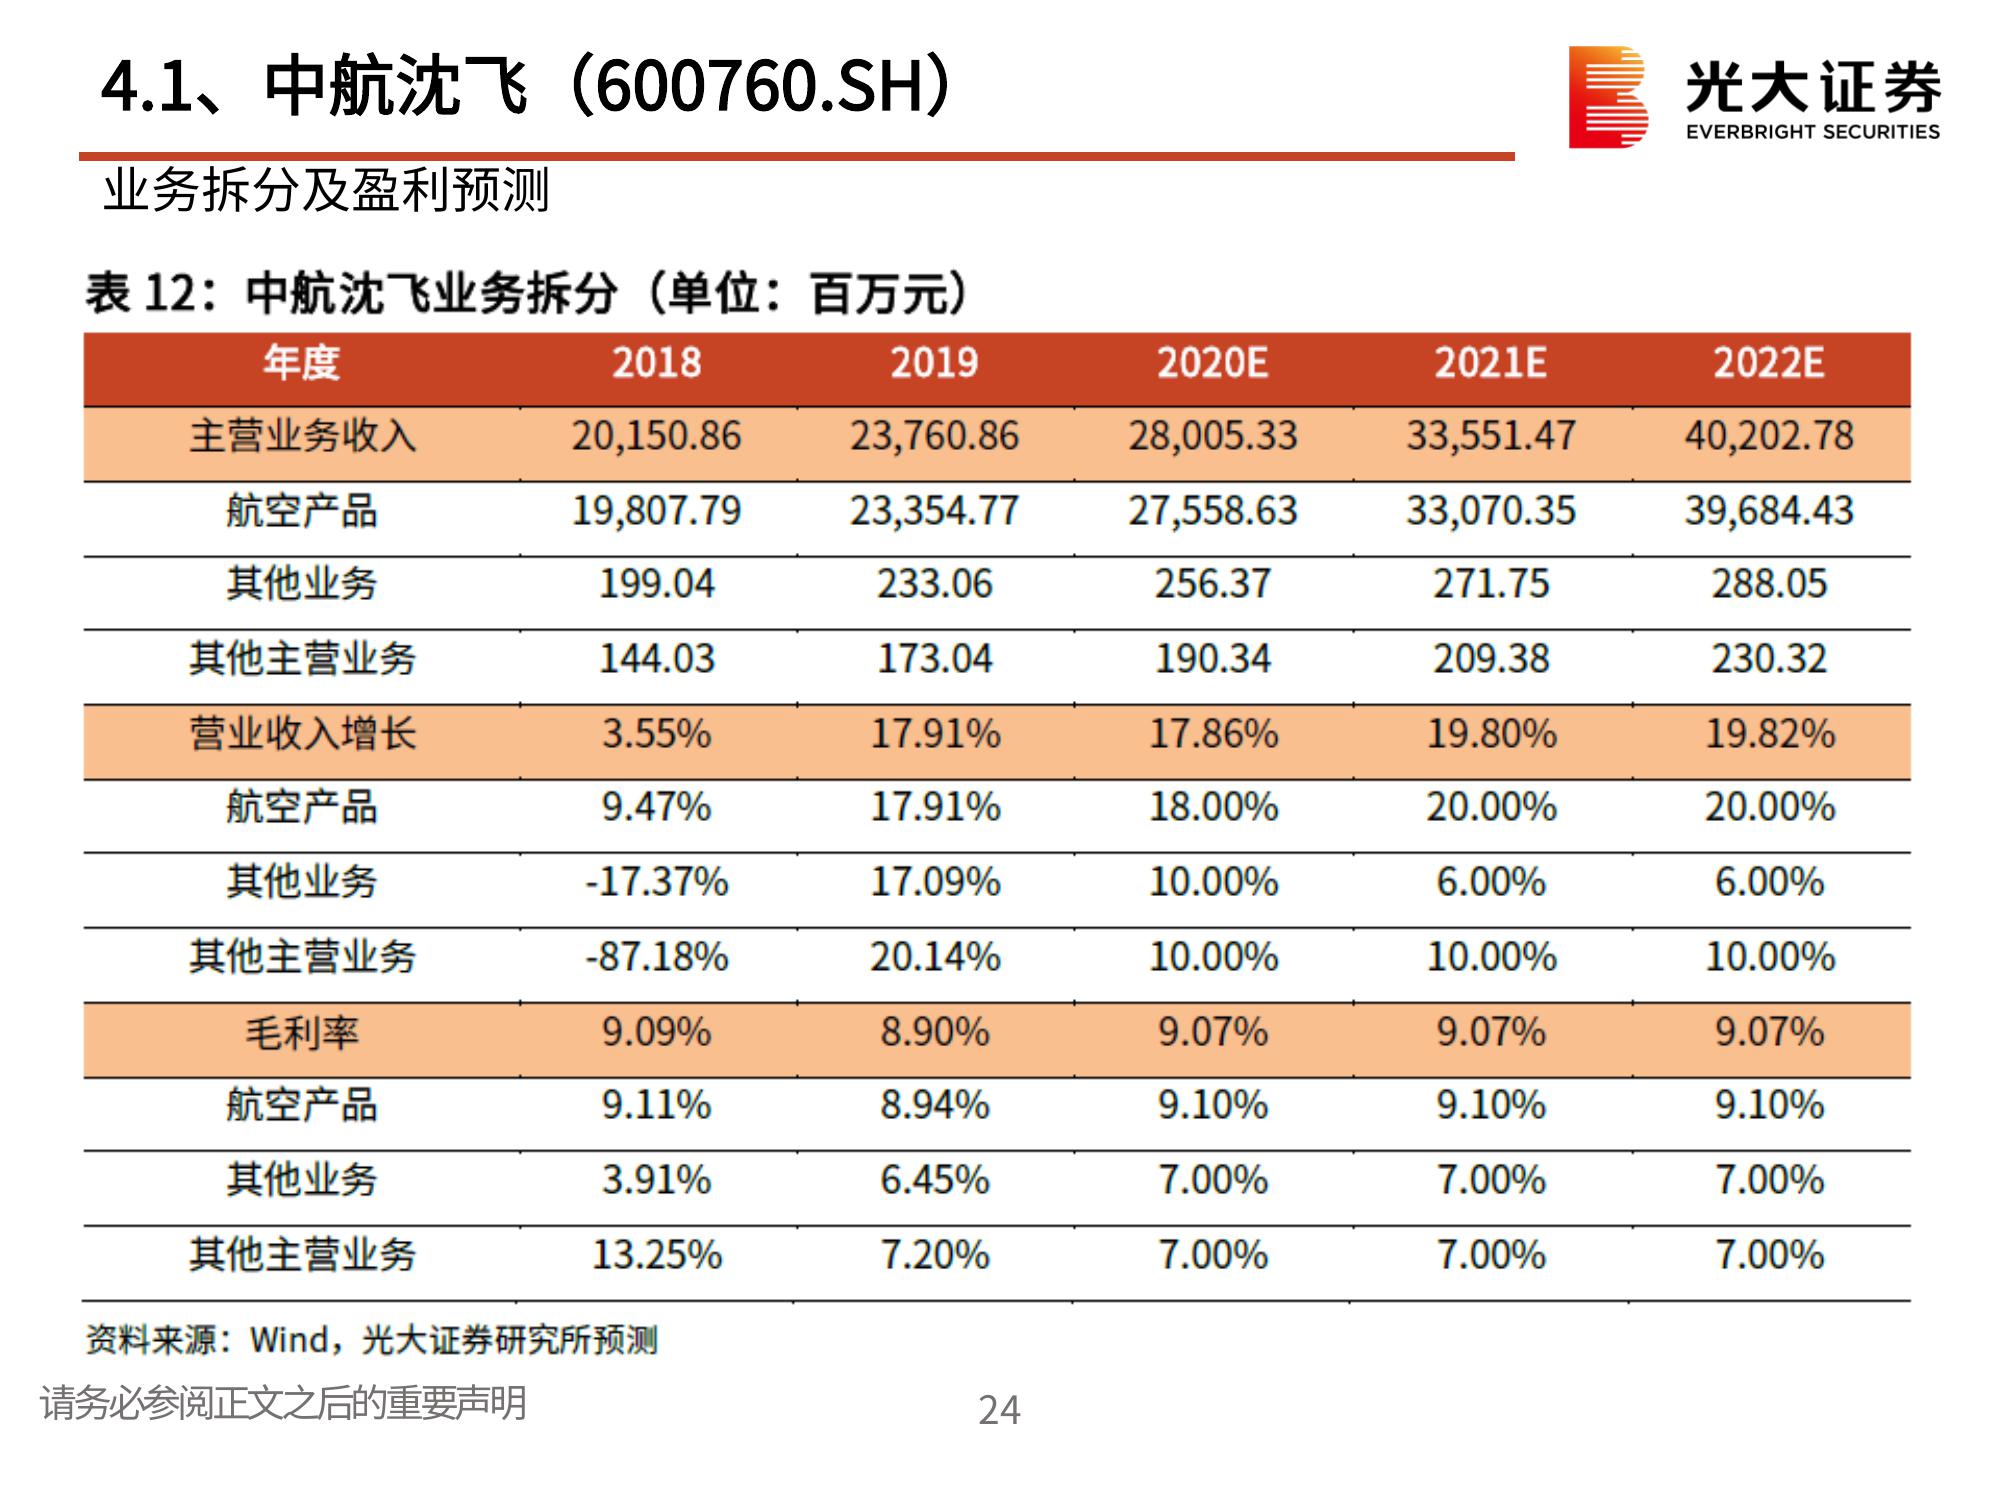 4.1、中航沈飞（600760.SH）
光大证券
EVERBRIGHT SECURITIES
业务拆分及盈利预测
表 12：中航沈飞业务拆分（单位：百万元）
年度 2018 2019 2020E 2021E 2022E
主营业务收入 20,150.86 23,760.86 28,005.33 33,551.47 40,202.78
航空产品 19,807.79 23,354.77 27,558.63 33,070.35 39,684.43
其他业务 199.04 233.06 256.37 271.75 288.05
其他主营业务 144.03 173.04 190.34 209.38 230.32
营业收入增长 3.55% 17.91% 17.86% 19.80% 19.82%
航空产品 9.47% 17.91% 18.00% 20.00% 20.00%
其他业务 -17.37% 17.09% 10.00% 6.00% 6.00%
其他主营业务 -87.18% 20.14% 10.00% 10.00% 10.00%
毛利率 9.09% 8.90% 9.07% 9.07% 9.07%
航空产品 9.11% 8.94% 9.10% 9.10% 9.10%
其他业务 3.91% 6.45% 7.00% 7.00% 7.00%
其他主营业务 13.25% 7.20% 7.00% 7.00% 7.00%
资料来源：Wind，光大证券研究所预测
请务必参阅正文之后的重要声明
24